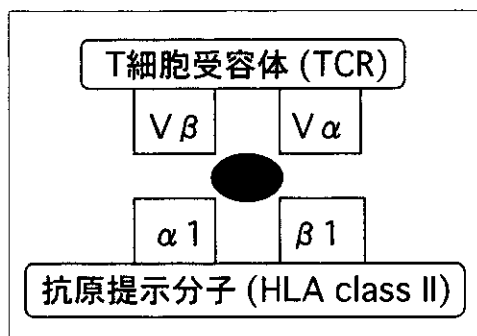 T細胞受容体 (TCR)
Vβ Vα
α1 β1
抗原提示分子 (HLA class II)